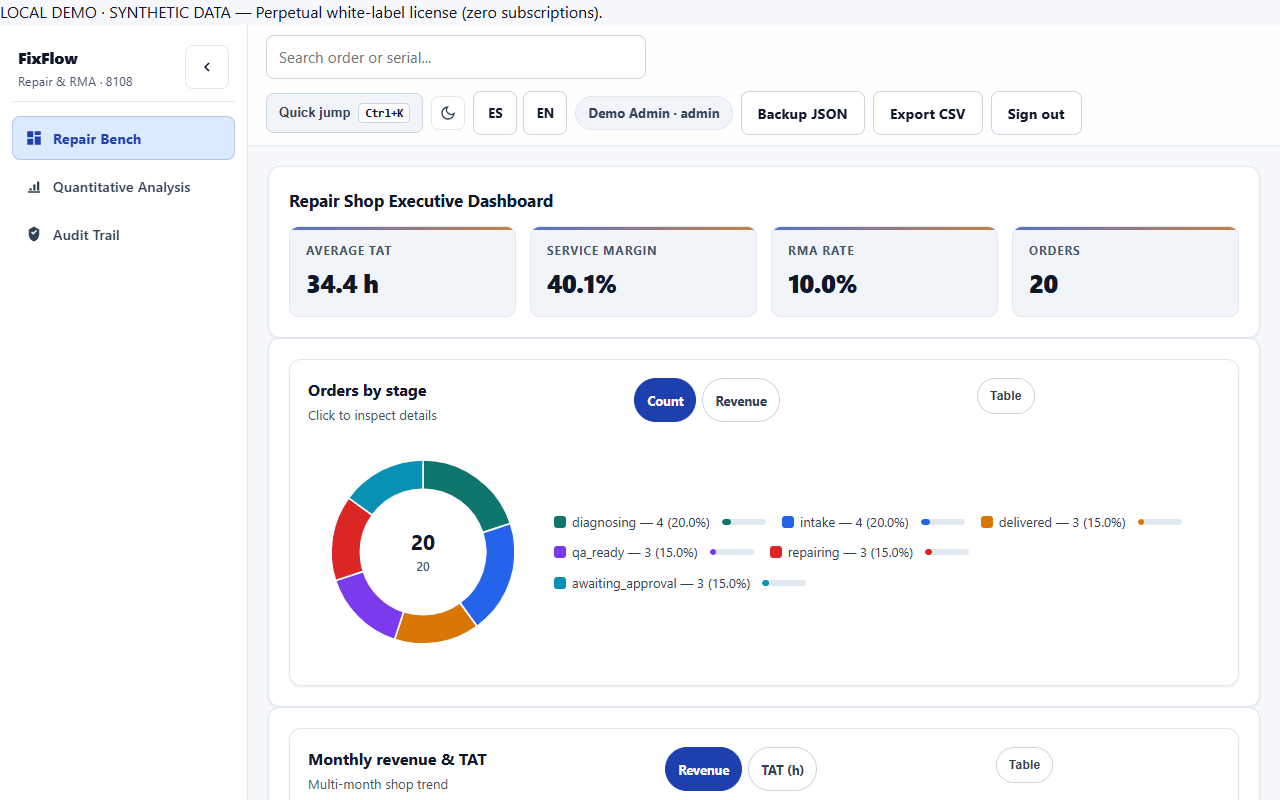 LOCAL DEMO · SYNTHETIC DATA — Perpetual white-label license (zero subscriptions).
FixFlow
Repair & RMA · 8108
Repair Bench
Quantitative Analysis
Audit Trail
Search order or serial...
Quick jump Ctrl+K
ES
EN
Demo Admin · admin
Backup JSON
Export CSV
Sign out
Repair Shop Executive Dashboard
AVERAGE TAT
34.4 h
SERVICE MARGIN
40.1%
RMA RATE
10.0%
ORDERS
20
Orders by stage
Click to inspect details
Count
Revenue
Table
20
20
diagnosing — 4 (20.0%)
intake — 4 (20.0%)
delivered — 3 (15.0%)
qa_ready — 3 (15.0%)
repairing — 3 (15.0%)
awaiting_approval — 3 (15.0%)
Monthly revenue & TAT
Multi-month shop trend
Revenue
TAT (h)
Table